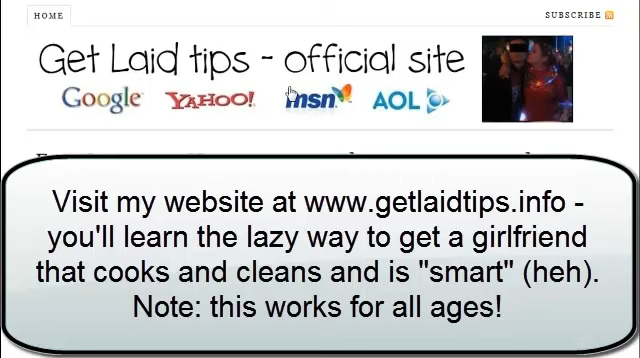 HOME
SUBSCRIBE
Get Laid tips - official site
Google YAHOO! msn AOL
Visit my website at www.getlaidtips.info -
you'll learn the lazy way to get a girlfriend
that cooks and cleans and is "smart" (heh).
Note: this works for all ages!